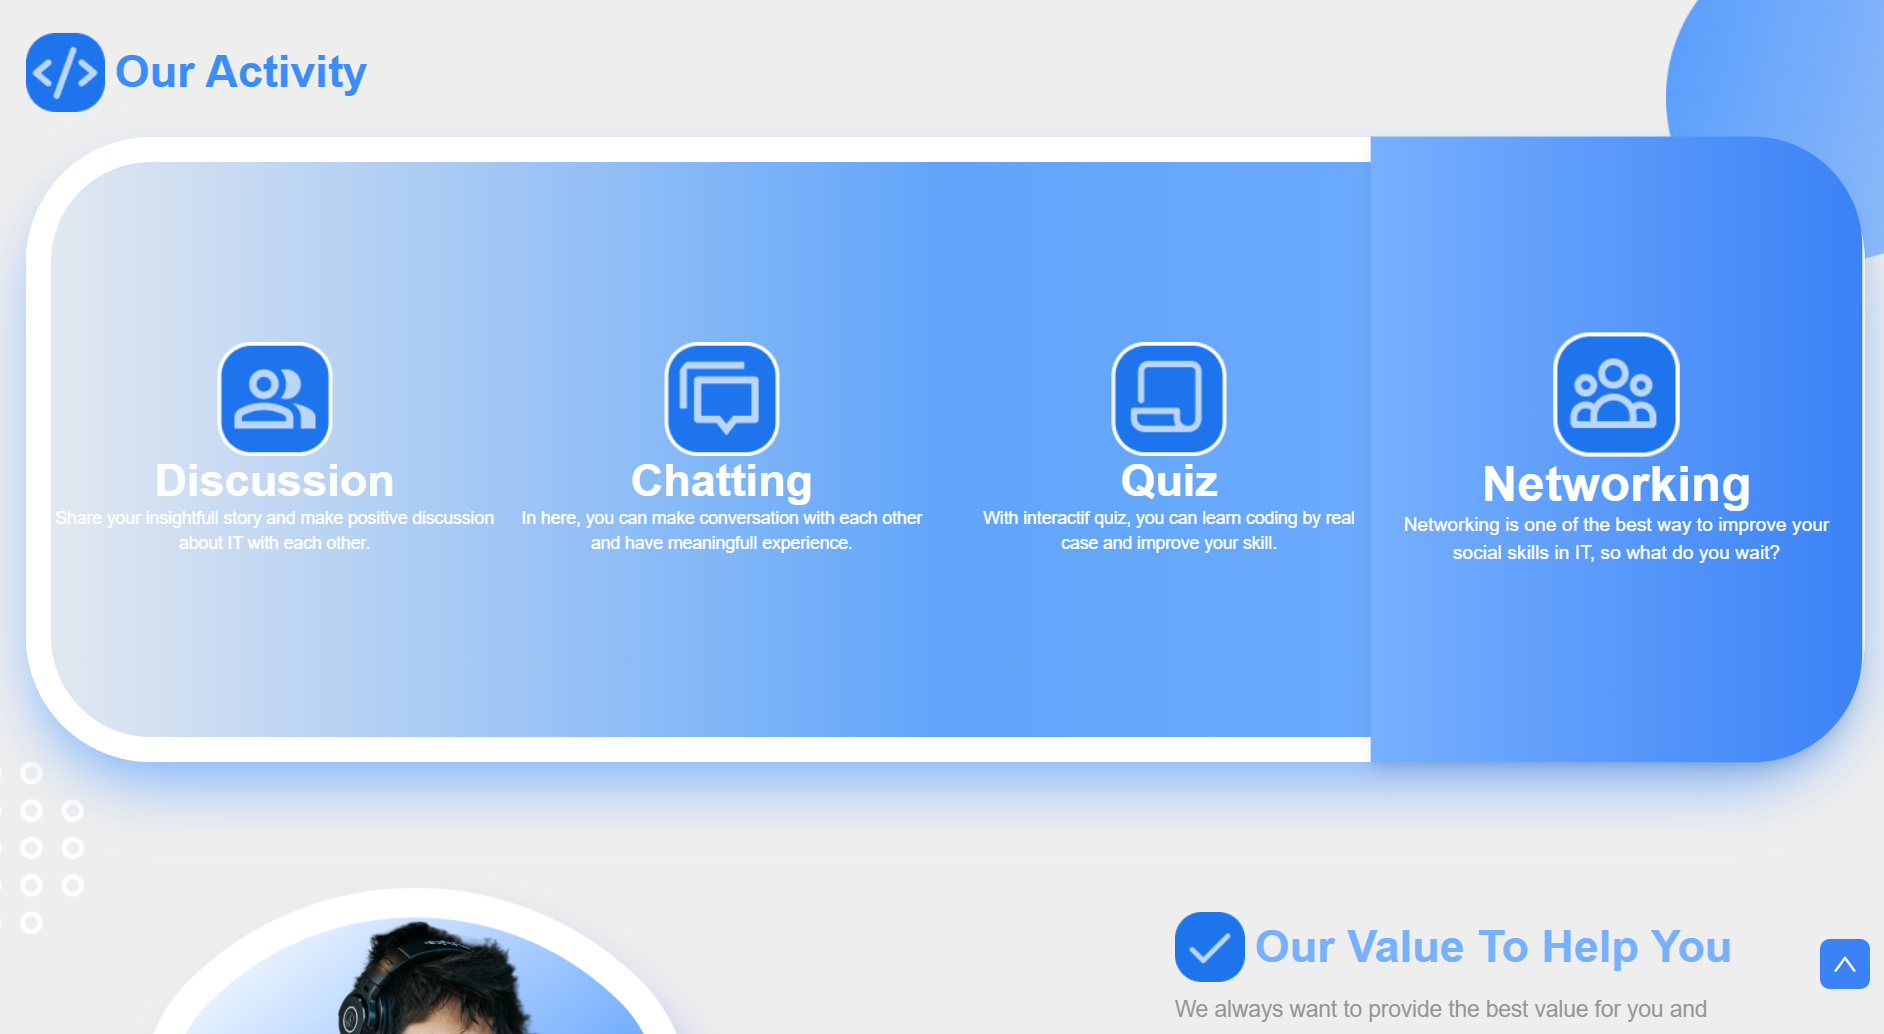 Our Activity
Discussion
Share your insightfull story and make positive discussion
about IT with each other.
Chatting
In here, you can make conversation with each other
and have meaningfull experience.
Quiz
With interactif quiz, you can learn coding by real
case and improve your skill.
Networking
Networking is one of the best way to improve your
social skills in IT, so what do you wait?
Our Value To Help You
We always want to provide the best value for you and